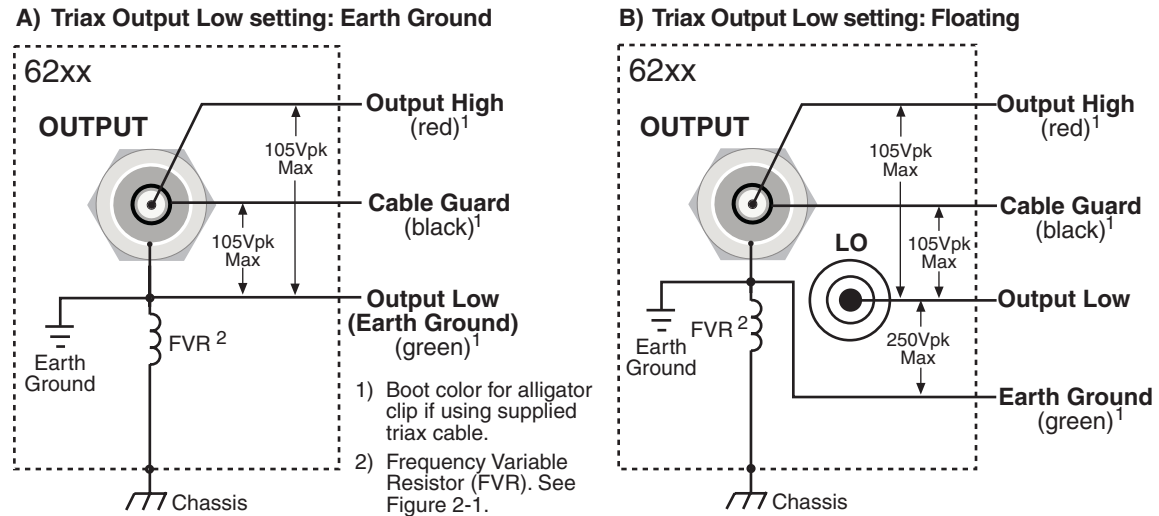 A) Triax Output Low setting: Earth Ground
62xx
OUTPUT
Output High
(red)1
105Vpk
Max
Cable Guard
(black)1
105Vpk
Max
Output Low
(Earth Ground)
(green)1
Earth
Ground
FVR 2
Chassis
1) Boot color for alligator
clip if using supplied
triax cable.
2) Frequency Variable
Resistor (FVR). See
Figure 2-1.
B) Triax Output Low setting: Floating
62xx
OUTPUT
Output High
(red)1
105Vpk
Max
Cable Guard
(black)1
LO
105Vpk
Max
Output Low
Earth
Ground
FVR 2
250Vpk
Max
Earth Ground
(green)1
Chassis